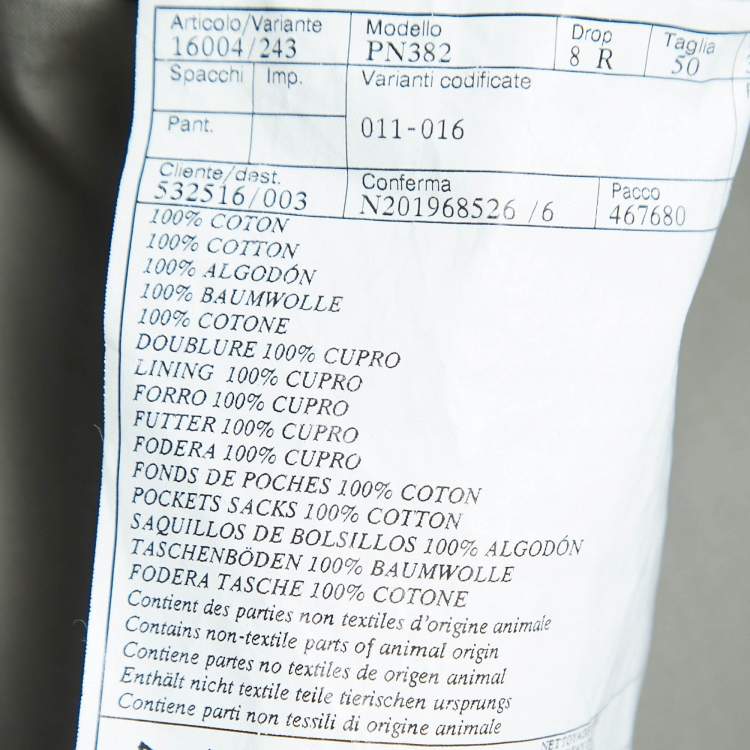 Articolo/Variante Modello Drop Taglia
16004/243 PN382 8 R 50
Spacchi Imp. Varianti codificate
Pant. 011-016
Cliente/dest. Conferma Pacco
532516/003 N201968526 /6 467680
100% COTON
100% COTTON
100% ALGODÓN
100% BAUMWOLLE
100% COTONE
DOUBLURE 100% CUPRO
LINING 100% CUPRO
FORRO 100% CUPRO
FUTTER 100% CUPRO
FODERA 100% CUPRO
FONDS DE POCHES 100% COTON
POCKETS SACKS 100% COTTON
SAQUILLOS DE BOLSILLOS 100% ALGODÓN
TASCHENBÖDEN 100% BAUMWOLLE
FODERA TASCHE 100% COTONE
Contient des parties non textiles d'origine animale
Contains non-textile parts of animal origin
Contiene partes no textiles de origen animal
Enthält nicht textile teile tierischen ursprungs
Contiene parti non tessili di origine animale